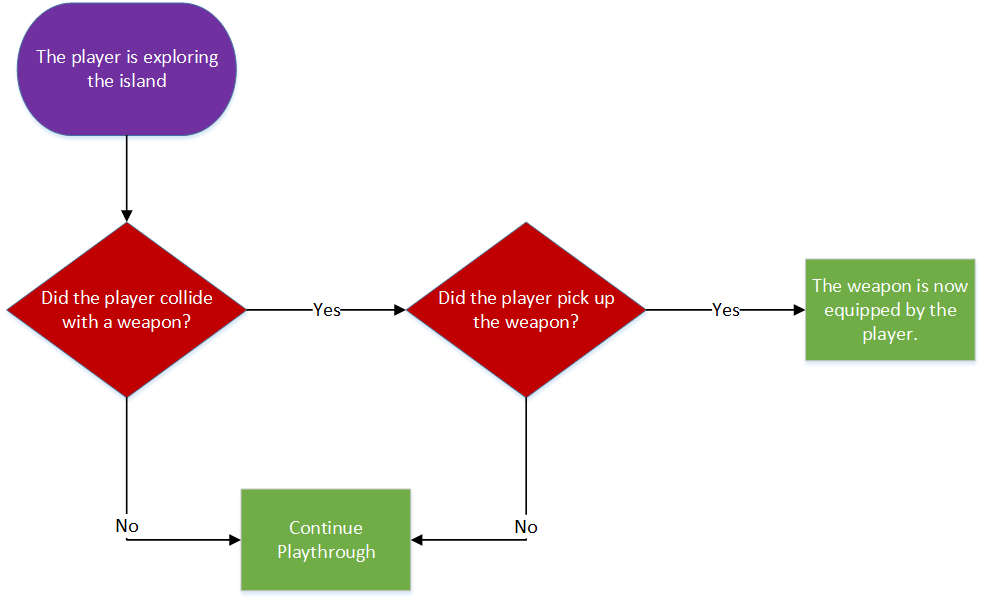 The player is exploring
the island
Did the player collide
with a weapon?
Yes
Did the player pick up
the weapon?
Yes
The weapon is now
equipped by the
player.
No
Continue
Playthrough
No